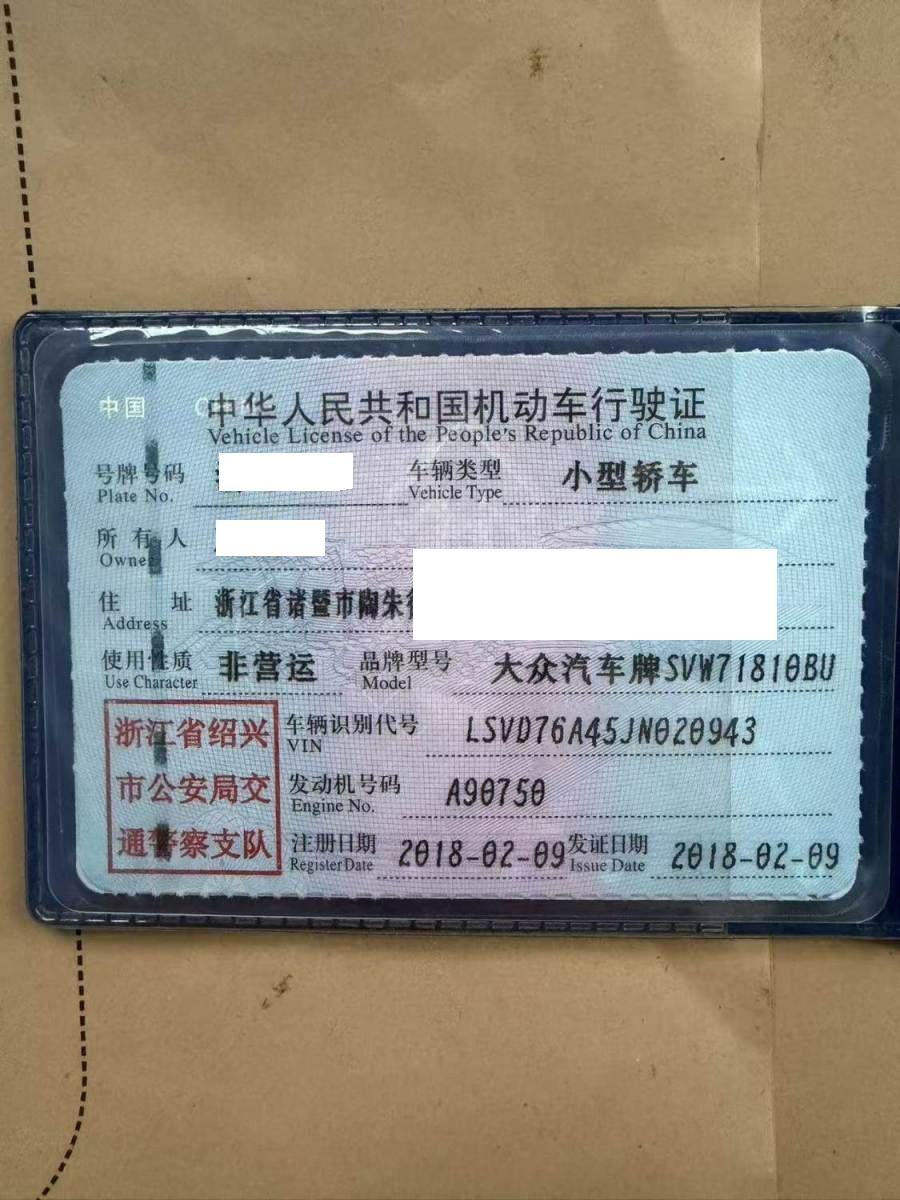 中国
中华人民共和国机动车行驶证
Vehicle License of the People's Republic of China
号牌号码
Plate No.
车辆类型 小型轿车
Vehicle Type
所有人
Owner
住址 浙江省诸暨市陶朱
Address
使用性质 非营运 品牌型号 大众汽车牌SVW71810BU
Use Character Model
浙江省绍兴
市公安局交
通警察支队
车辆识别代号 LSVD76A45JN020943
VIN
发动机号码 A90750
Engine No.
注册日期 2018-02-09 发证日期 2018-02-09
Register Date Issue Date